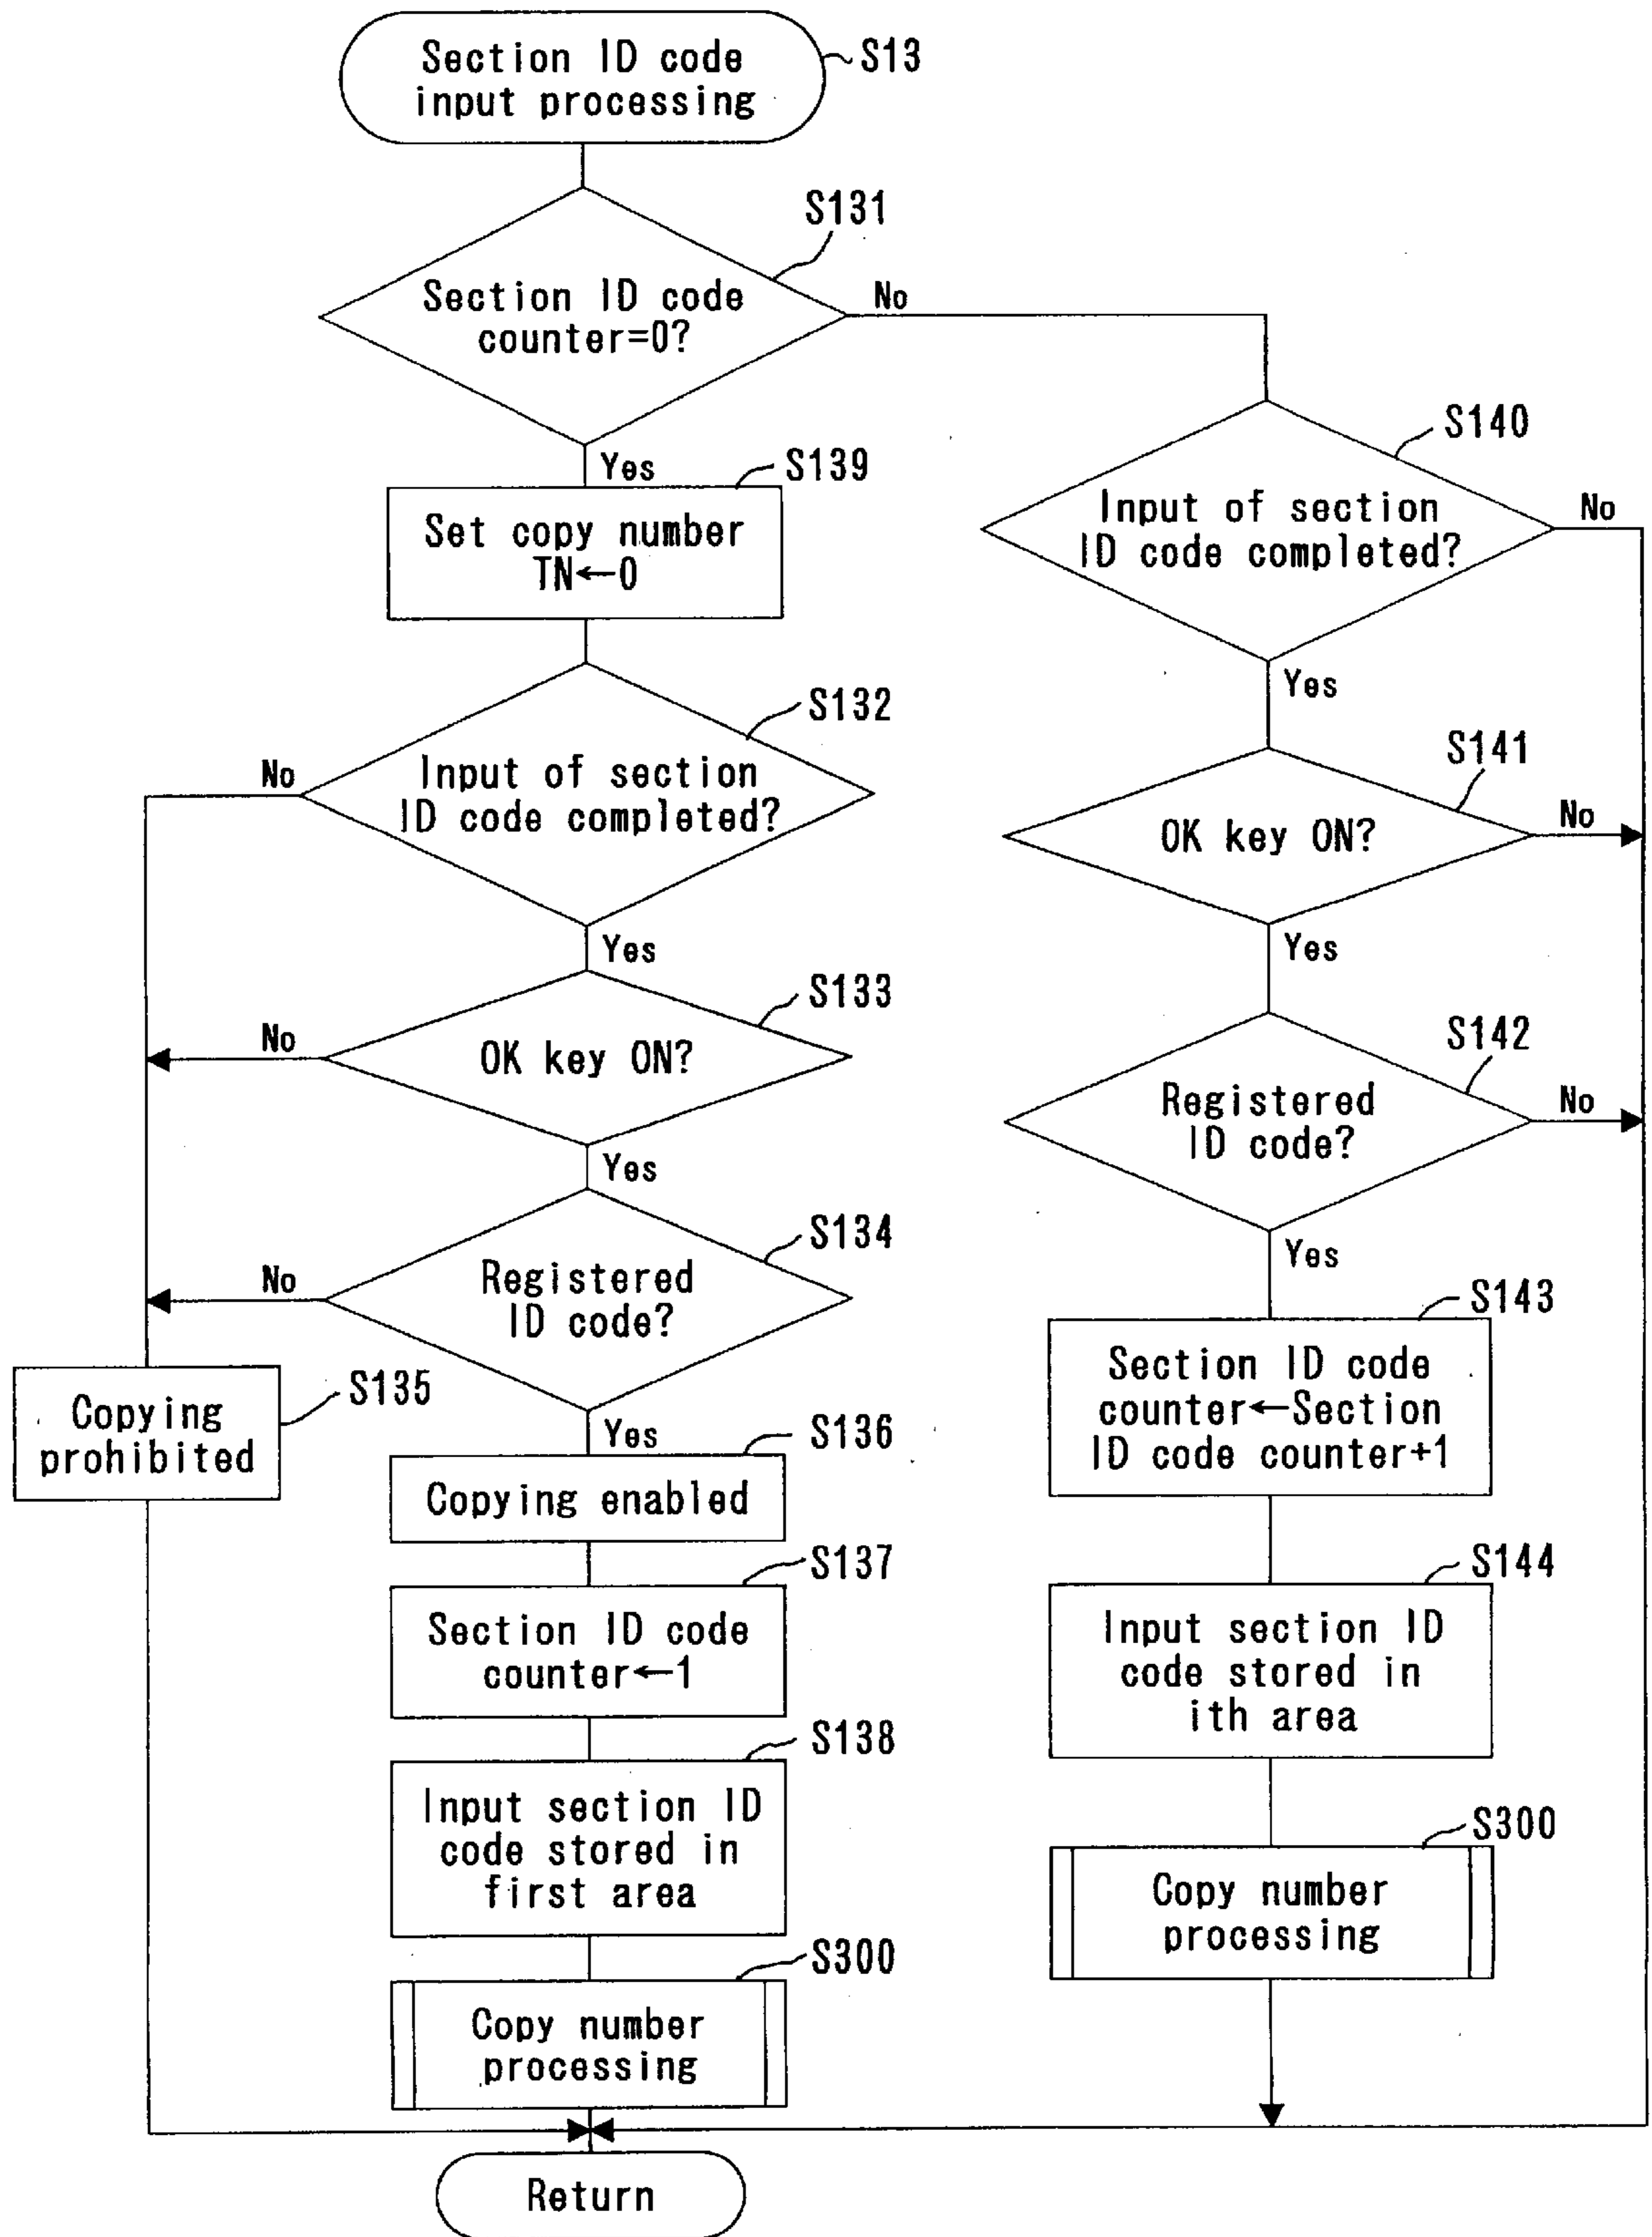 Section ID code
input processing
S13
S131
Section ID code
counter=0?
No
Yes
S139
Set copy number
TN←0
S132
Input of section
ID code completed?
No
Yes
S133
OK key ON?
No
Yes
S134
Registered
ID code?
No
Yes
S135
Copying
prohibited
S136
Copying enabled
S137
Section ID code
counter←1
S138
Input section ID
code stored in
first area
S300
Copy number
processing
S140
Input of section
ID code completed?
No
Yes
S141
OK key ON?
No
Yes
S142
Registered
ID code?
No
Yes
S143
Section ID code
counter←Section
ID code counter+1
S144
Input section ID
code stored in
ith area
S300
Copy number
processing
Return